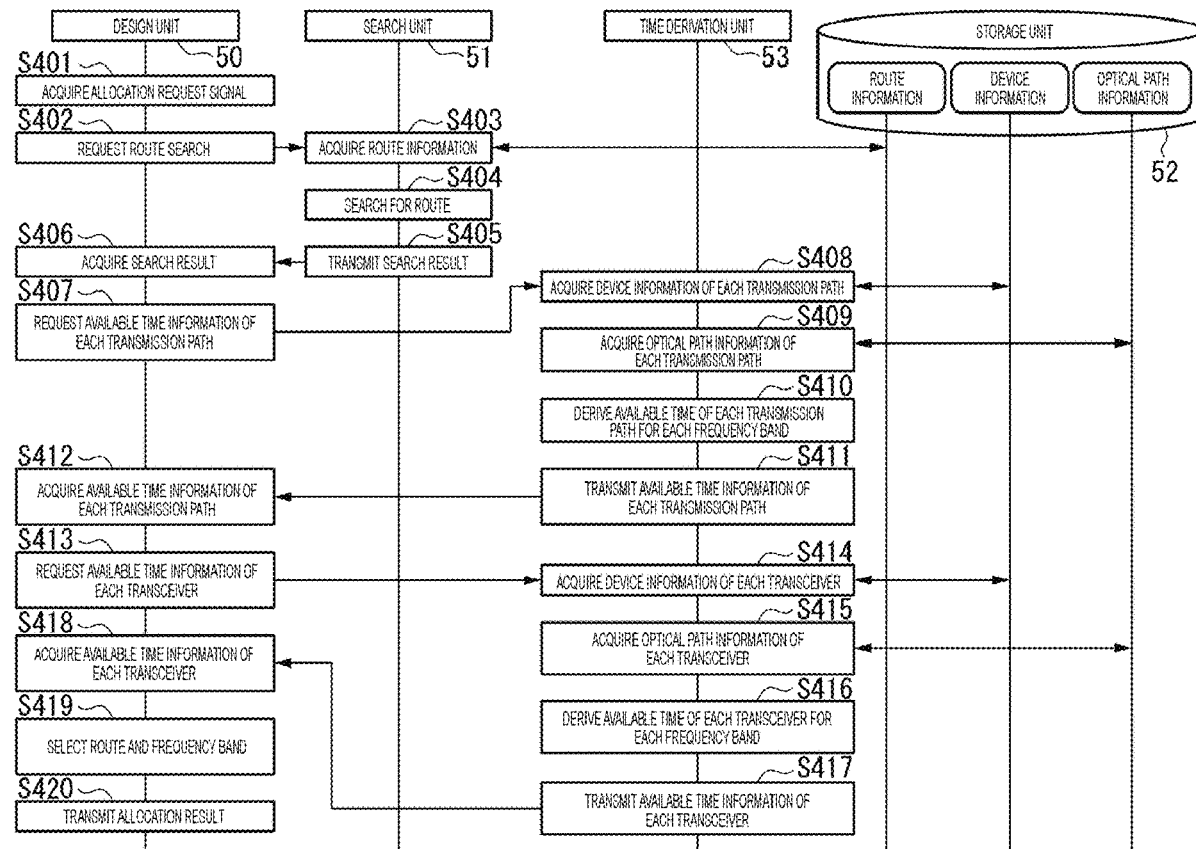 DESIGN UNIT
50
SEARCH UNIT
51
TIME DERIVATION UNIT
53
STORAGE UNIT
ROUTE
INFORMATION
DEVICE
INFORMATION
OPTICAL PATH
INFORMATION
52
S401
ACQUIRE ALLOCATION REQUEST SIGNAL
S402
REQUEST ROUTE SEARCH
S403
ACQUIRE ROUTE INFORMATION
S404
SEARCH FOR ROUTE
S405
TRANSMIT SEARCH RESULT
S406
ACQUIRE SEARCH RESULT
S407
REQUEST AVAILABLE TIME INFORMATION OF
EACH TRANSMISSION PATH
S408
ACQUIRE DEVICE INFORMATION OF EACH TRANSMISSION PATH
S409
ACQUIRE OPTICAL PATH INFORMATION OF
EACH TRANSMISSION PATH
S410
DERIVE AVAILABLE TIME OF EACH TRANSMISSION
PATH FOR EACH FREQUENCY BAND
S411
TRANSMIT AVAILABLE TIME INFORMATION OF
EACH TRANSMISSION PATH
S412
ACQUIRE AVAILABLE TIME INFORMATION OF
EACH TRANSMISSION PATH
S413
REQUEST AVAILABLE TIME INFORMATION OF
EACH TRANSCEIVER
S414
ACQUIRE DEVICE INFORMATION OF EACH TRANSCEIVER
S415
ACQUIRE OPTICAL PATH INFORMATION OF
EACH TRANSCEIVER
S416
DERIVE AVAILABLE TIME OF EACH TRANSCEIVER FOR
EACH FREQUENCY BAND
S417
TRANSMIT AVAILABLE TIME INFORMATION OF
EACH TRANSCEIVER
S418
ACQUIRE AVAILABLE TIME INFORMATION OF
EACH TRANSCEIVER
S419
SELECT ROUTE AND FREQUENCY BAND
S420
TRANSMIT ALLOCATION RESULT